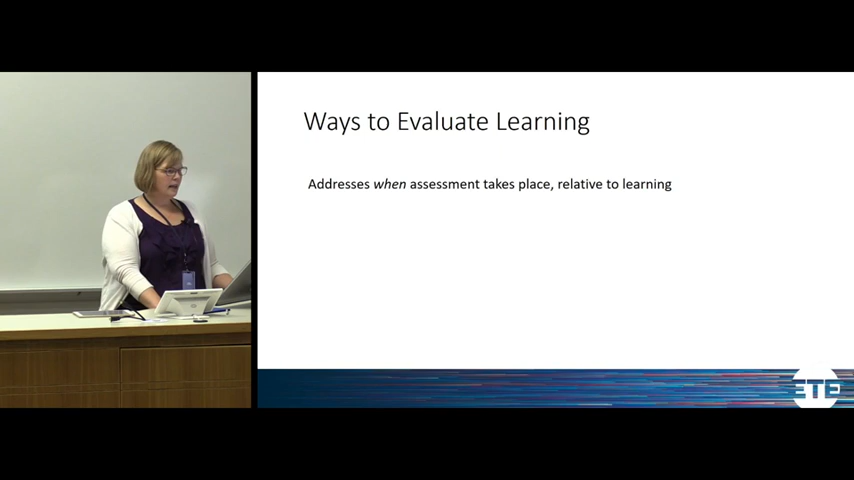 Ways to Evaluate Learning
Addresses when assessment takes place, relative to learning
ETE